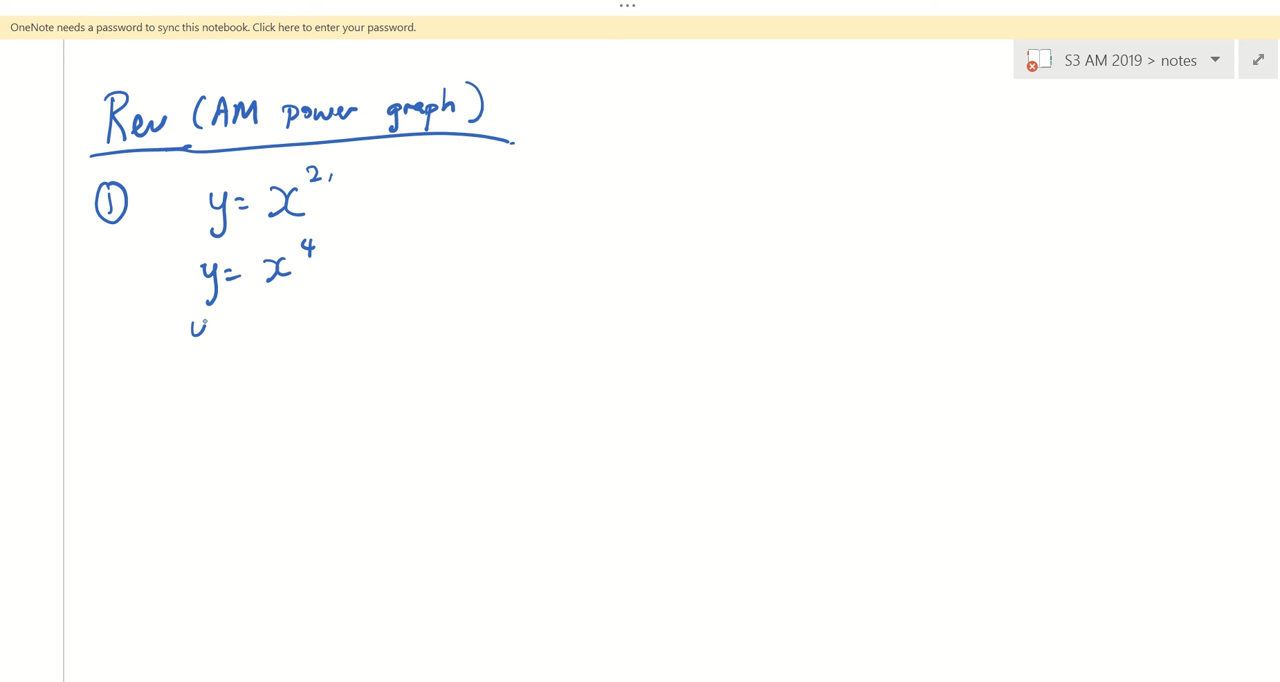 OneNote needs a password to sync this notebook. Click here to enter your password.
S3 AM 2019 > notes
Rev (AM power graph)
① y = x²,
y = x⁴